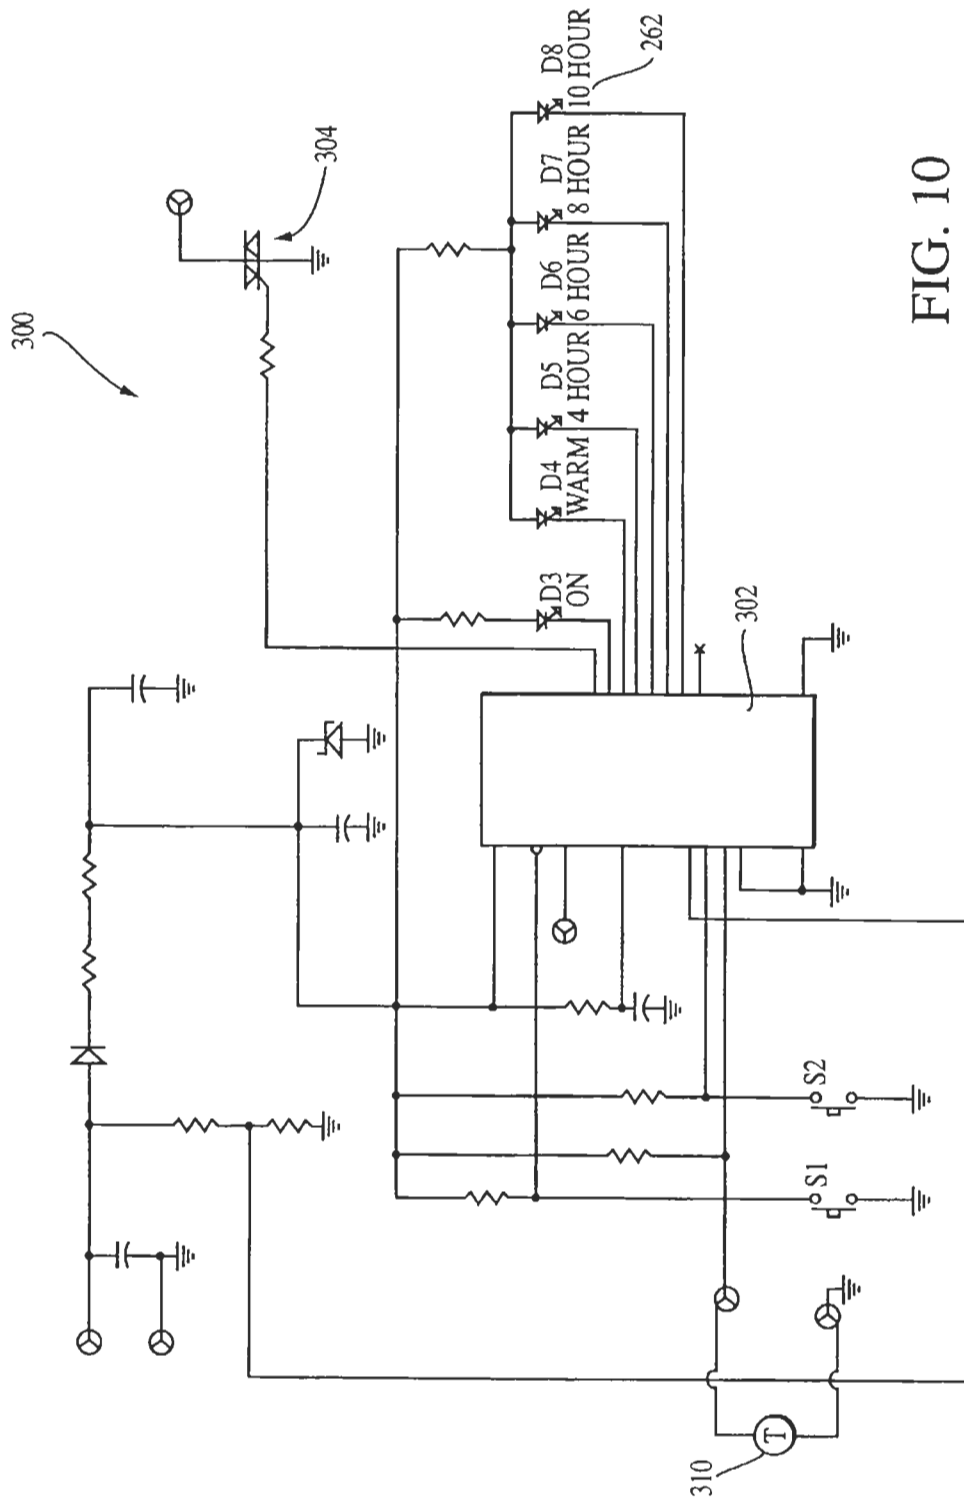 300
304
D3
ON
D4
WARM
D5
4 HOUR
D6
6 HOUR
D7
8 HOUR
D8
10 HOUR
262
302
S1
S2
T
310
FIG. 10